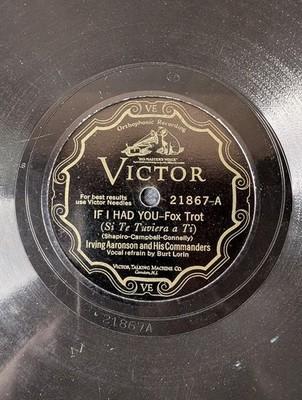 VE
Orthophonic Recording
"HIS MASTER'S VOICE"
VICTOR
For best results
use Victor Needles
21867-A
IF I HAD YOU–Fox Trot
(Si Te Tuviera a Ti)
(Shapiro-Campbell-Connelly)
Irving Aaronson and His Commanders
Vocal refrain by Burt Lorin
VICTOR TALKING MACHINE CO.
Camden, N.J.
VE
21867A